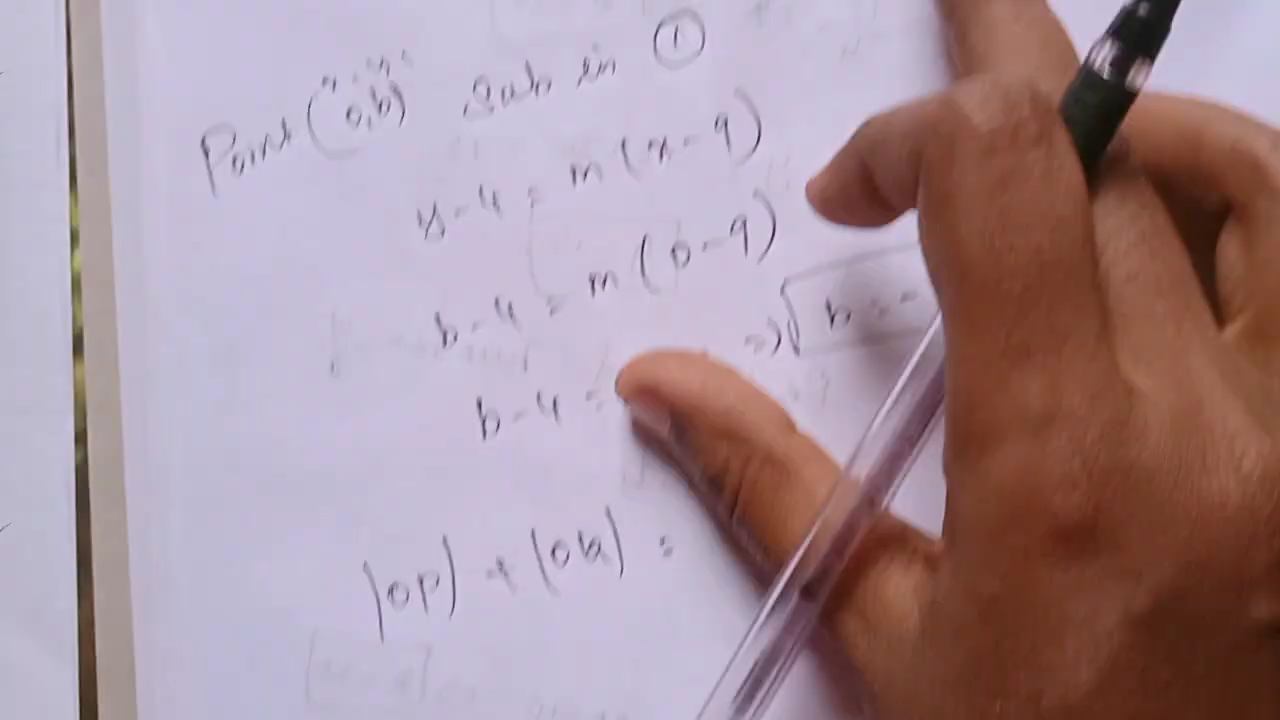 Point (0,b) Sub in ①
y - 4 = m (x - 9)
b - 4 = m (0 - 9)
b - 4 = => b = -
|OP| + |OQ| =